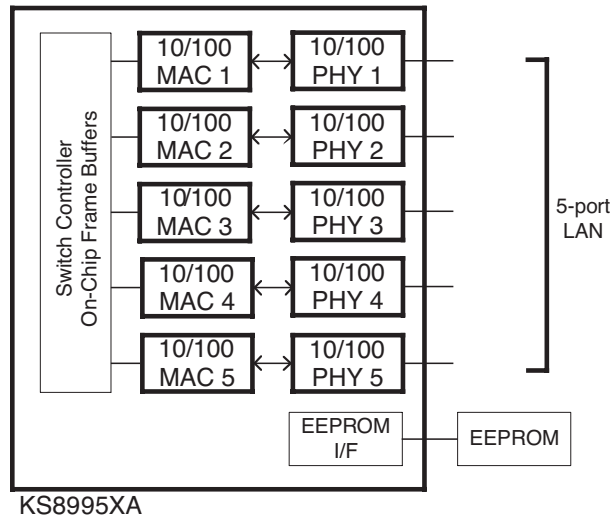 Switch Controller
On-Chip Frame Buffers
10/100
MAC 1
10/100
PHY 1
10/100
MAC 2
10/100
PHY 2
10/100
MAC 3
10/100
PHY 3
10/100
MAC 4
10/100
PHY 4
10/100
MAC 5
10/100
PHY 5
5-port
LAN
EEPROM
I/F
EEPROM
KS8995XA